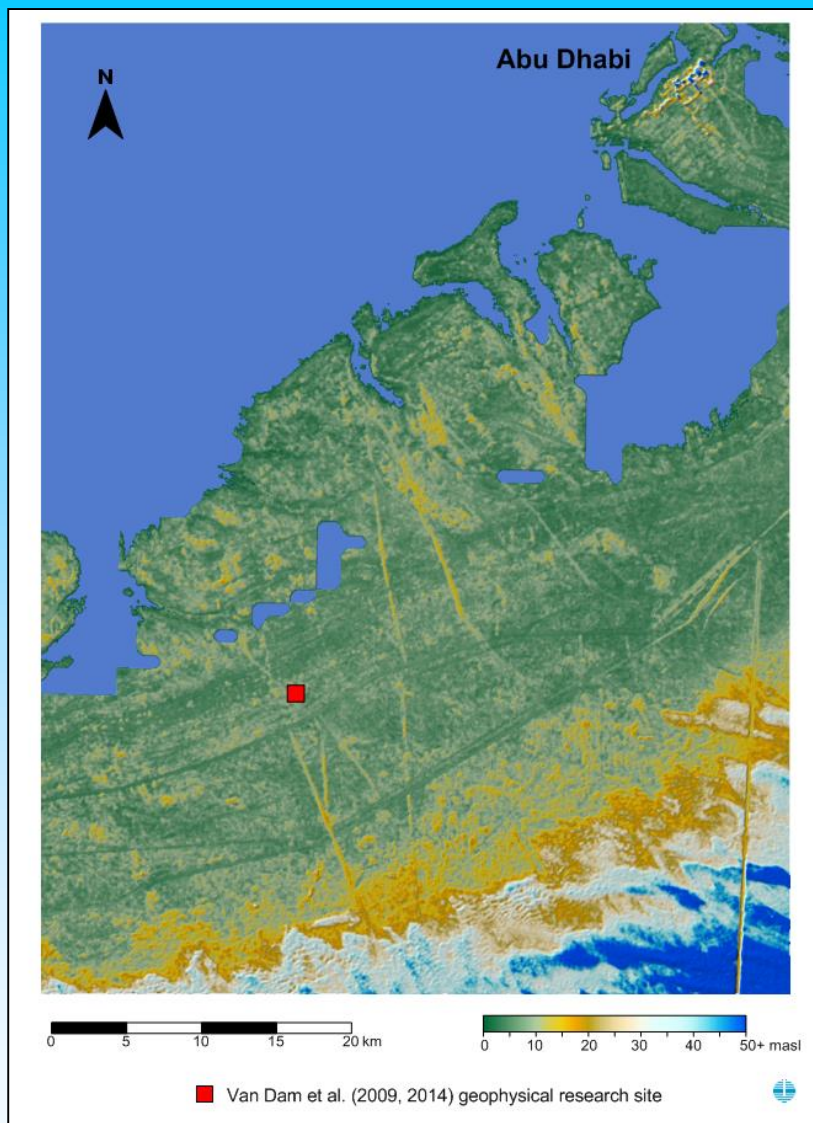 Abu Dhabi
N
0 5 10 15 20 km
0 10 20 30 40 50+ masl
Van Dam et al. (2009, 2014) geophysical research site